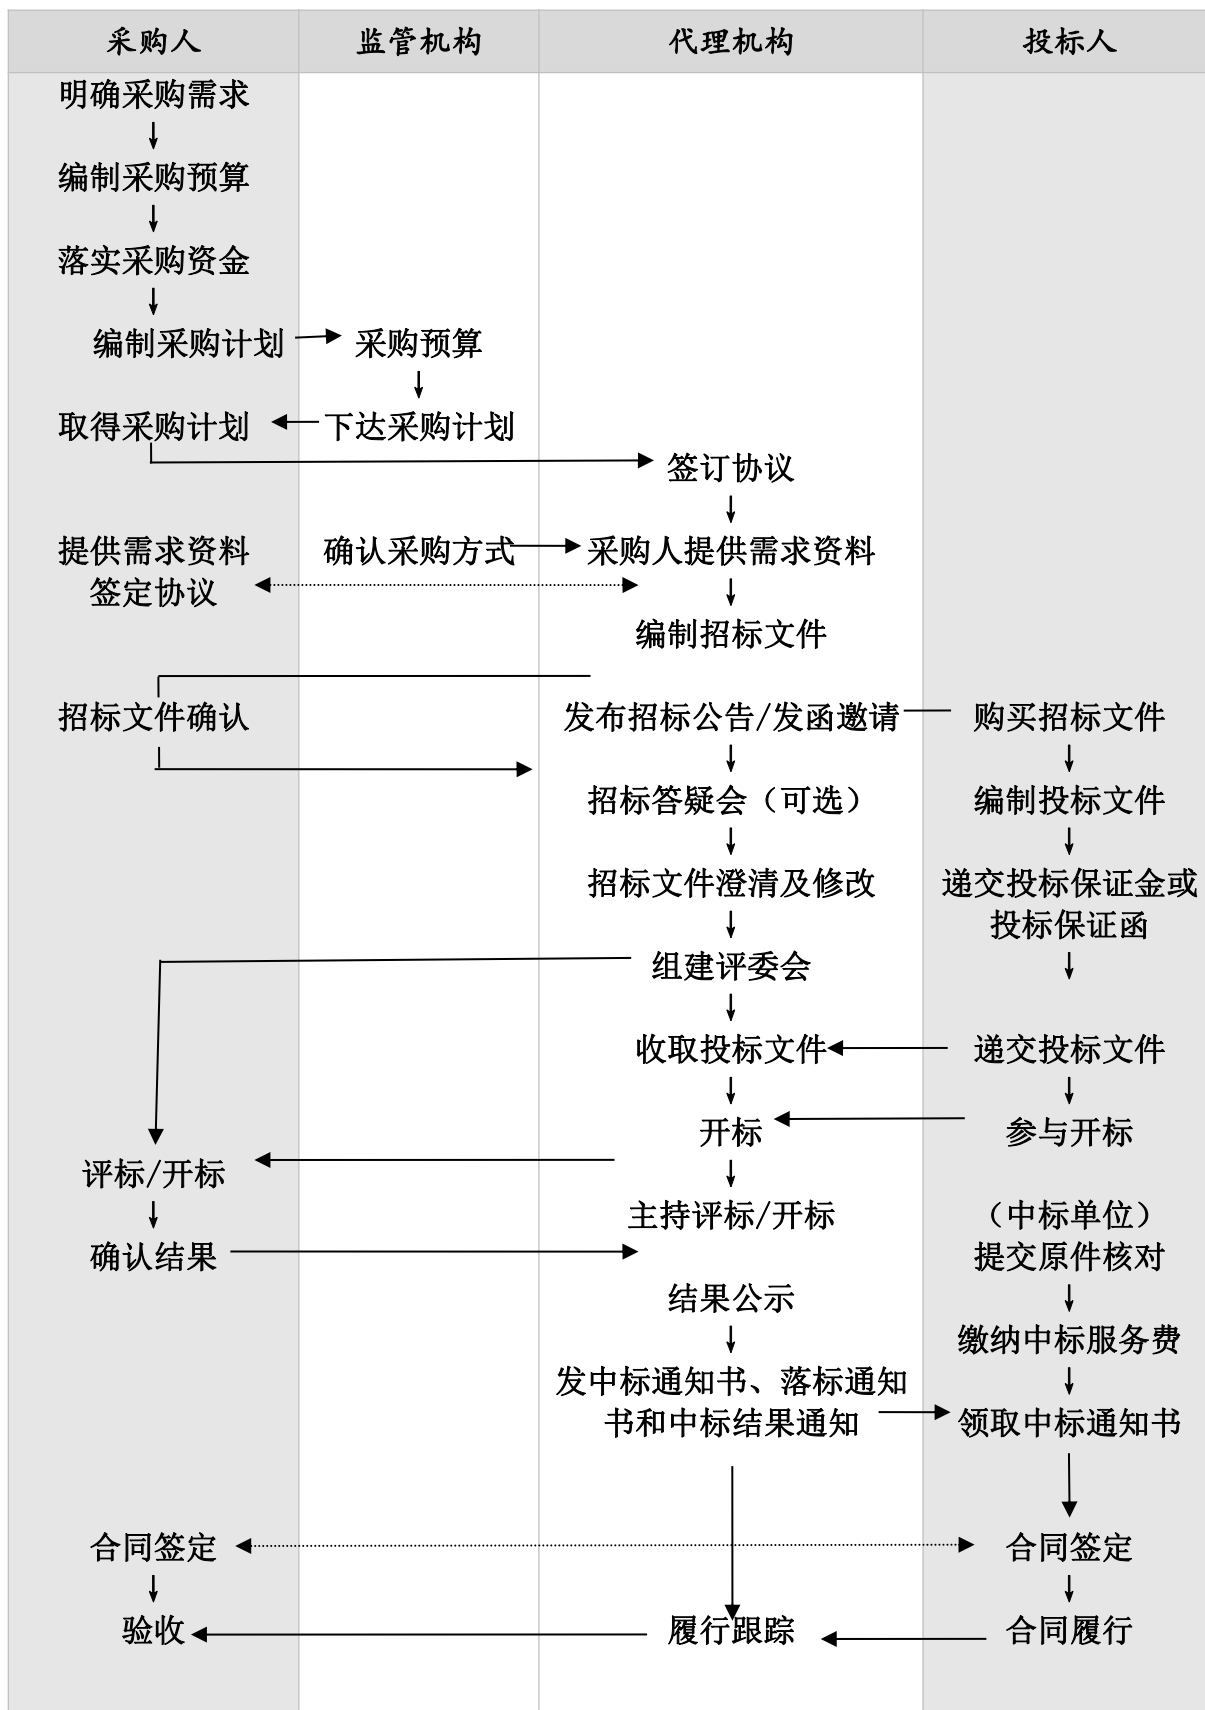 采购人 监管机构 代理机构 投标人
明确采购需求
编制采购预算
落实采购资金
编制采购计划 采购预算
取得采购计划 下达采购计划
签订协议
提供需求资料 确认采购方式 采购人提供需求资料
签定协议
编制招标文件
招标文件确认 发布招标公告/发函邀请 购买招标文件
招标答疑会（可选） 编制投标文件
招标文件澄清及修改 递交投标保证金或
投标保证函
组建评委会
收取投标文件 递交投标文件
开标 参与开标
评标/开标
主持评标/开标 （中标单位）
确认结果 提交原件核对
结果公示
缴纳中标服务费
发中标通知书、落标通知
书和中标结果通知 领取中标通知书
合同签定 合同签定
验收 履行跟踪 合同履行